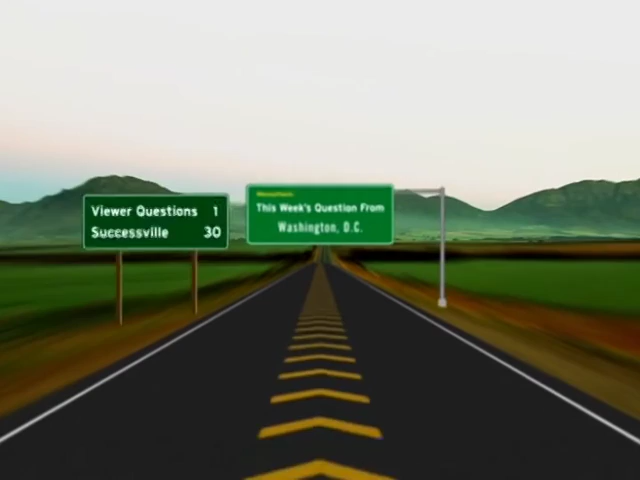 Viewer Questions 1
Successville 30
This Week's Question From
Washington, D.C.